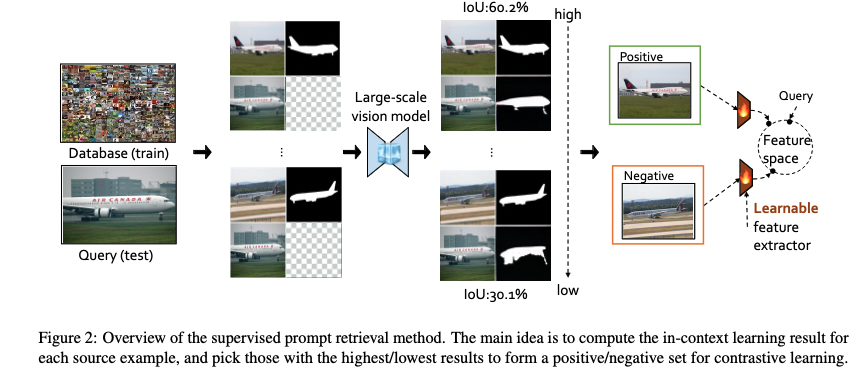 IoU:60.2%
high
Positive
Large-scale
vision model
Query
Feature
space
Database (train)
Negative
AIR CANADA
Learnable
feature
extractor
Query (test)
IoU:30.1%
low
Figure 2: Overview of the supervised prompt retrieval method. The main idea is to compute the in-context learning result for
each source example, and pick those with the highest/lowest results to form a positive/negative set for contrastive learning.